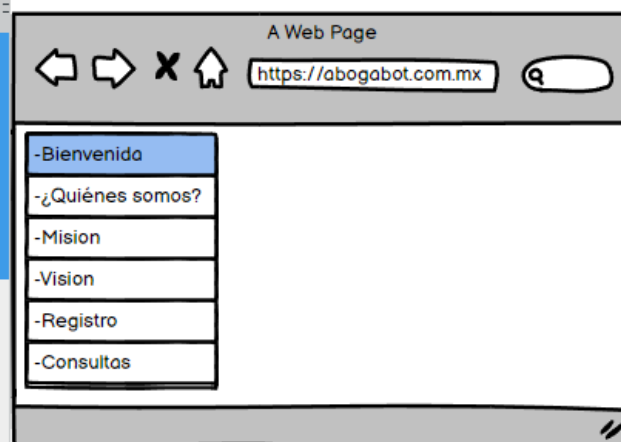 A Web Page
https://abogabot.com.mx
-Bienvenida
-¿Quiénes somos?
-Mision
-Vision
-Registro
-Consultas